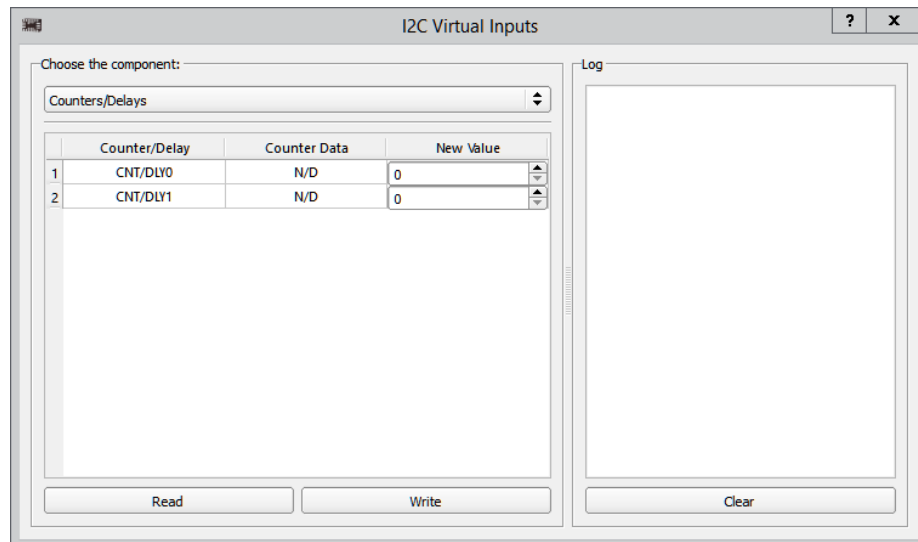 I2C Virtual Inputs
? x
Choose the component:
Counters/Delays
Counter/Delay Counter Data New Value
1 CNT/DLY0 N/D 0
2 CNT/DLY1 N/D 0
Read Write
Log
Clear